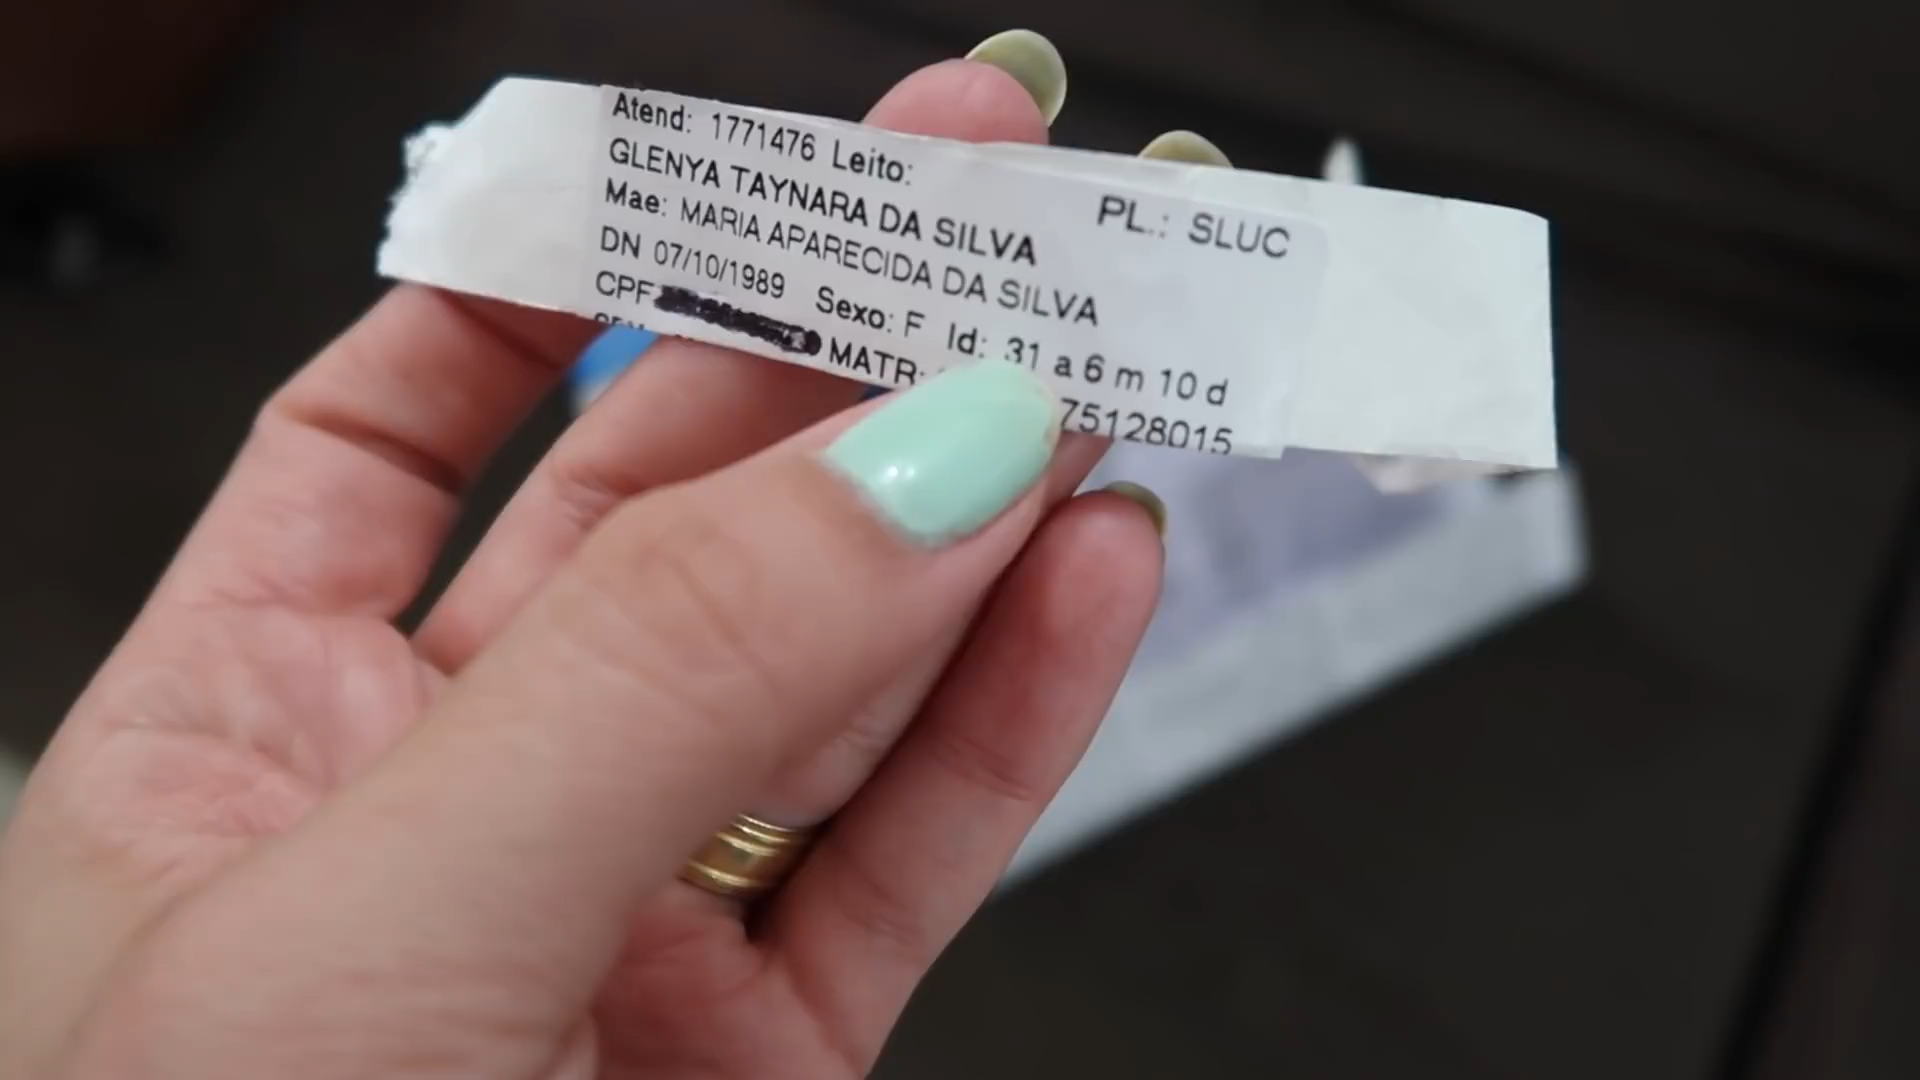 Atend: 1771476 Leito:
GLENYA TAYNARA DA SILVA PL.: SLUC
Mae: MARIA APARECIDA DA SILVA
DN 07/10/1989 Sexo: F Id: 31 a 6 m 10 d
CPF MATR: 75128015